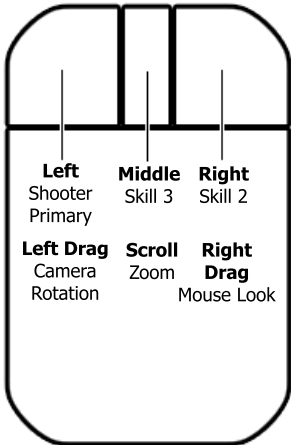 Left
Shooter
Primary
Middle
Skill 3
Right
Skill 2
Left Drag
Camera
Rotation
Scroll
Zoom
Right
Drag
Mouse Look